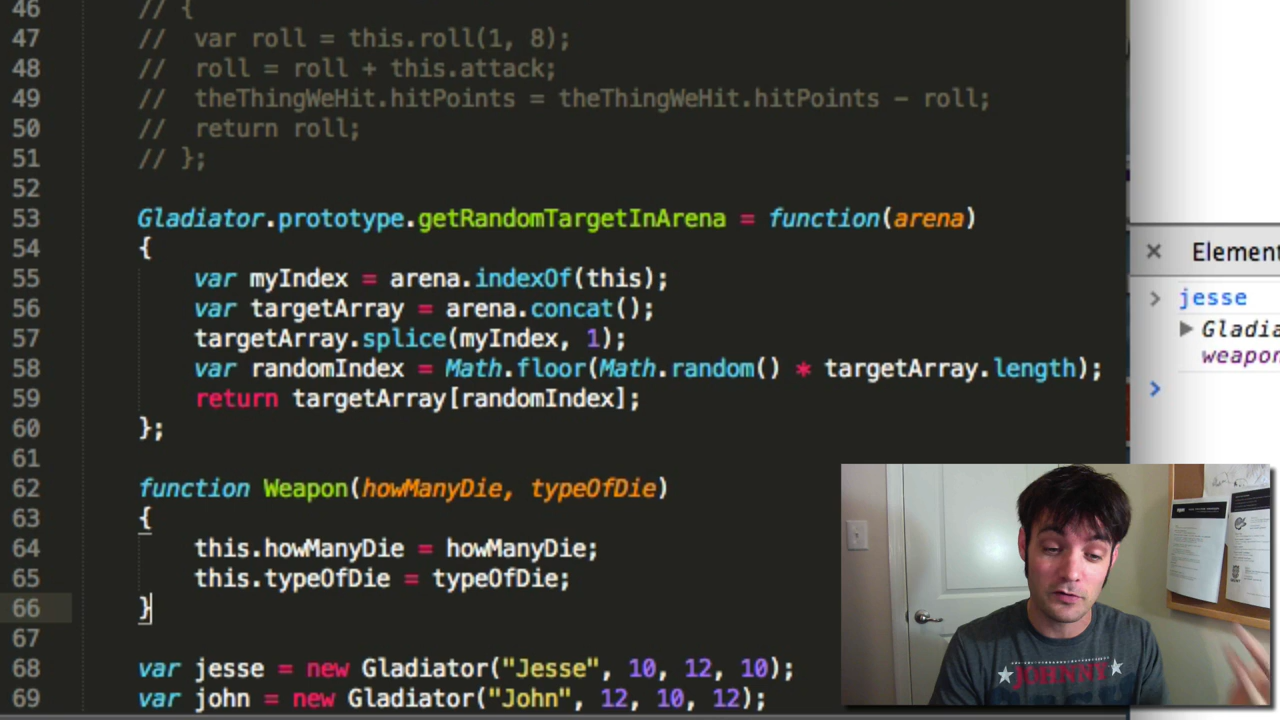 46 // {
47 //  var roll = this.roll(1, 8);
48 //  roll = roll + this.attack;
49 //  theThingWeHit.hitPoints = theThingWeHit.hitPoints - roll;
50 //  return roll;
51 // };
52
53 Gladiator.prototype.getRandomTargetInArena = function(arena)
54 {
55     var myIndex = arena.indexOf(this);
56     var targetArray = arena.concat();
57     targetArray.splice(myIndex, 1);
58     var randomIndex = Math.floor(Math.random() * targetArray.length);
59     return targetArray[randomIndex];
60 };
61
62 function Weapon(howManyDie, typeOfDie)
63 {
64     this.howManyDie = howManyDie;
65     this.typeOfDie = typeOfDie;
66 }
67
68 var jesse = new Gladiator("Jesse", 10, 12, 10);
69 var john = new Gladiator("John", 12, 10, 12);
× Element
> jesse
▶ Gladia
weapon
>
JOHNNY